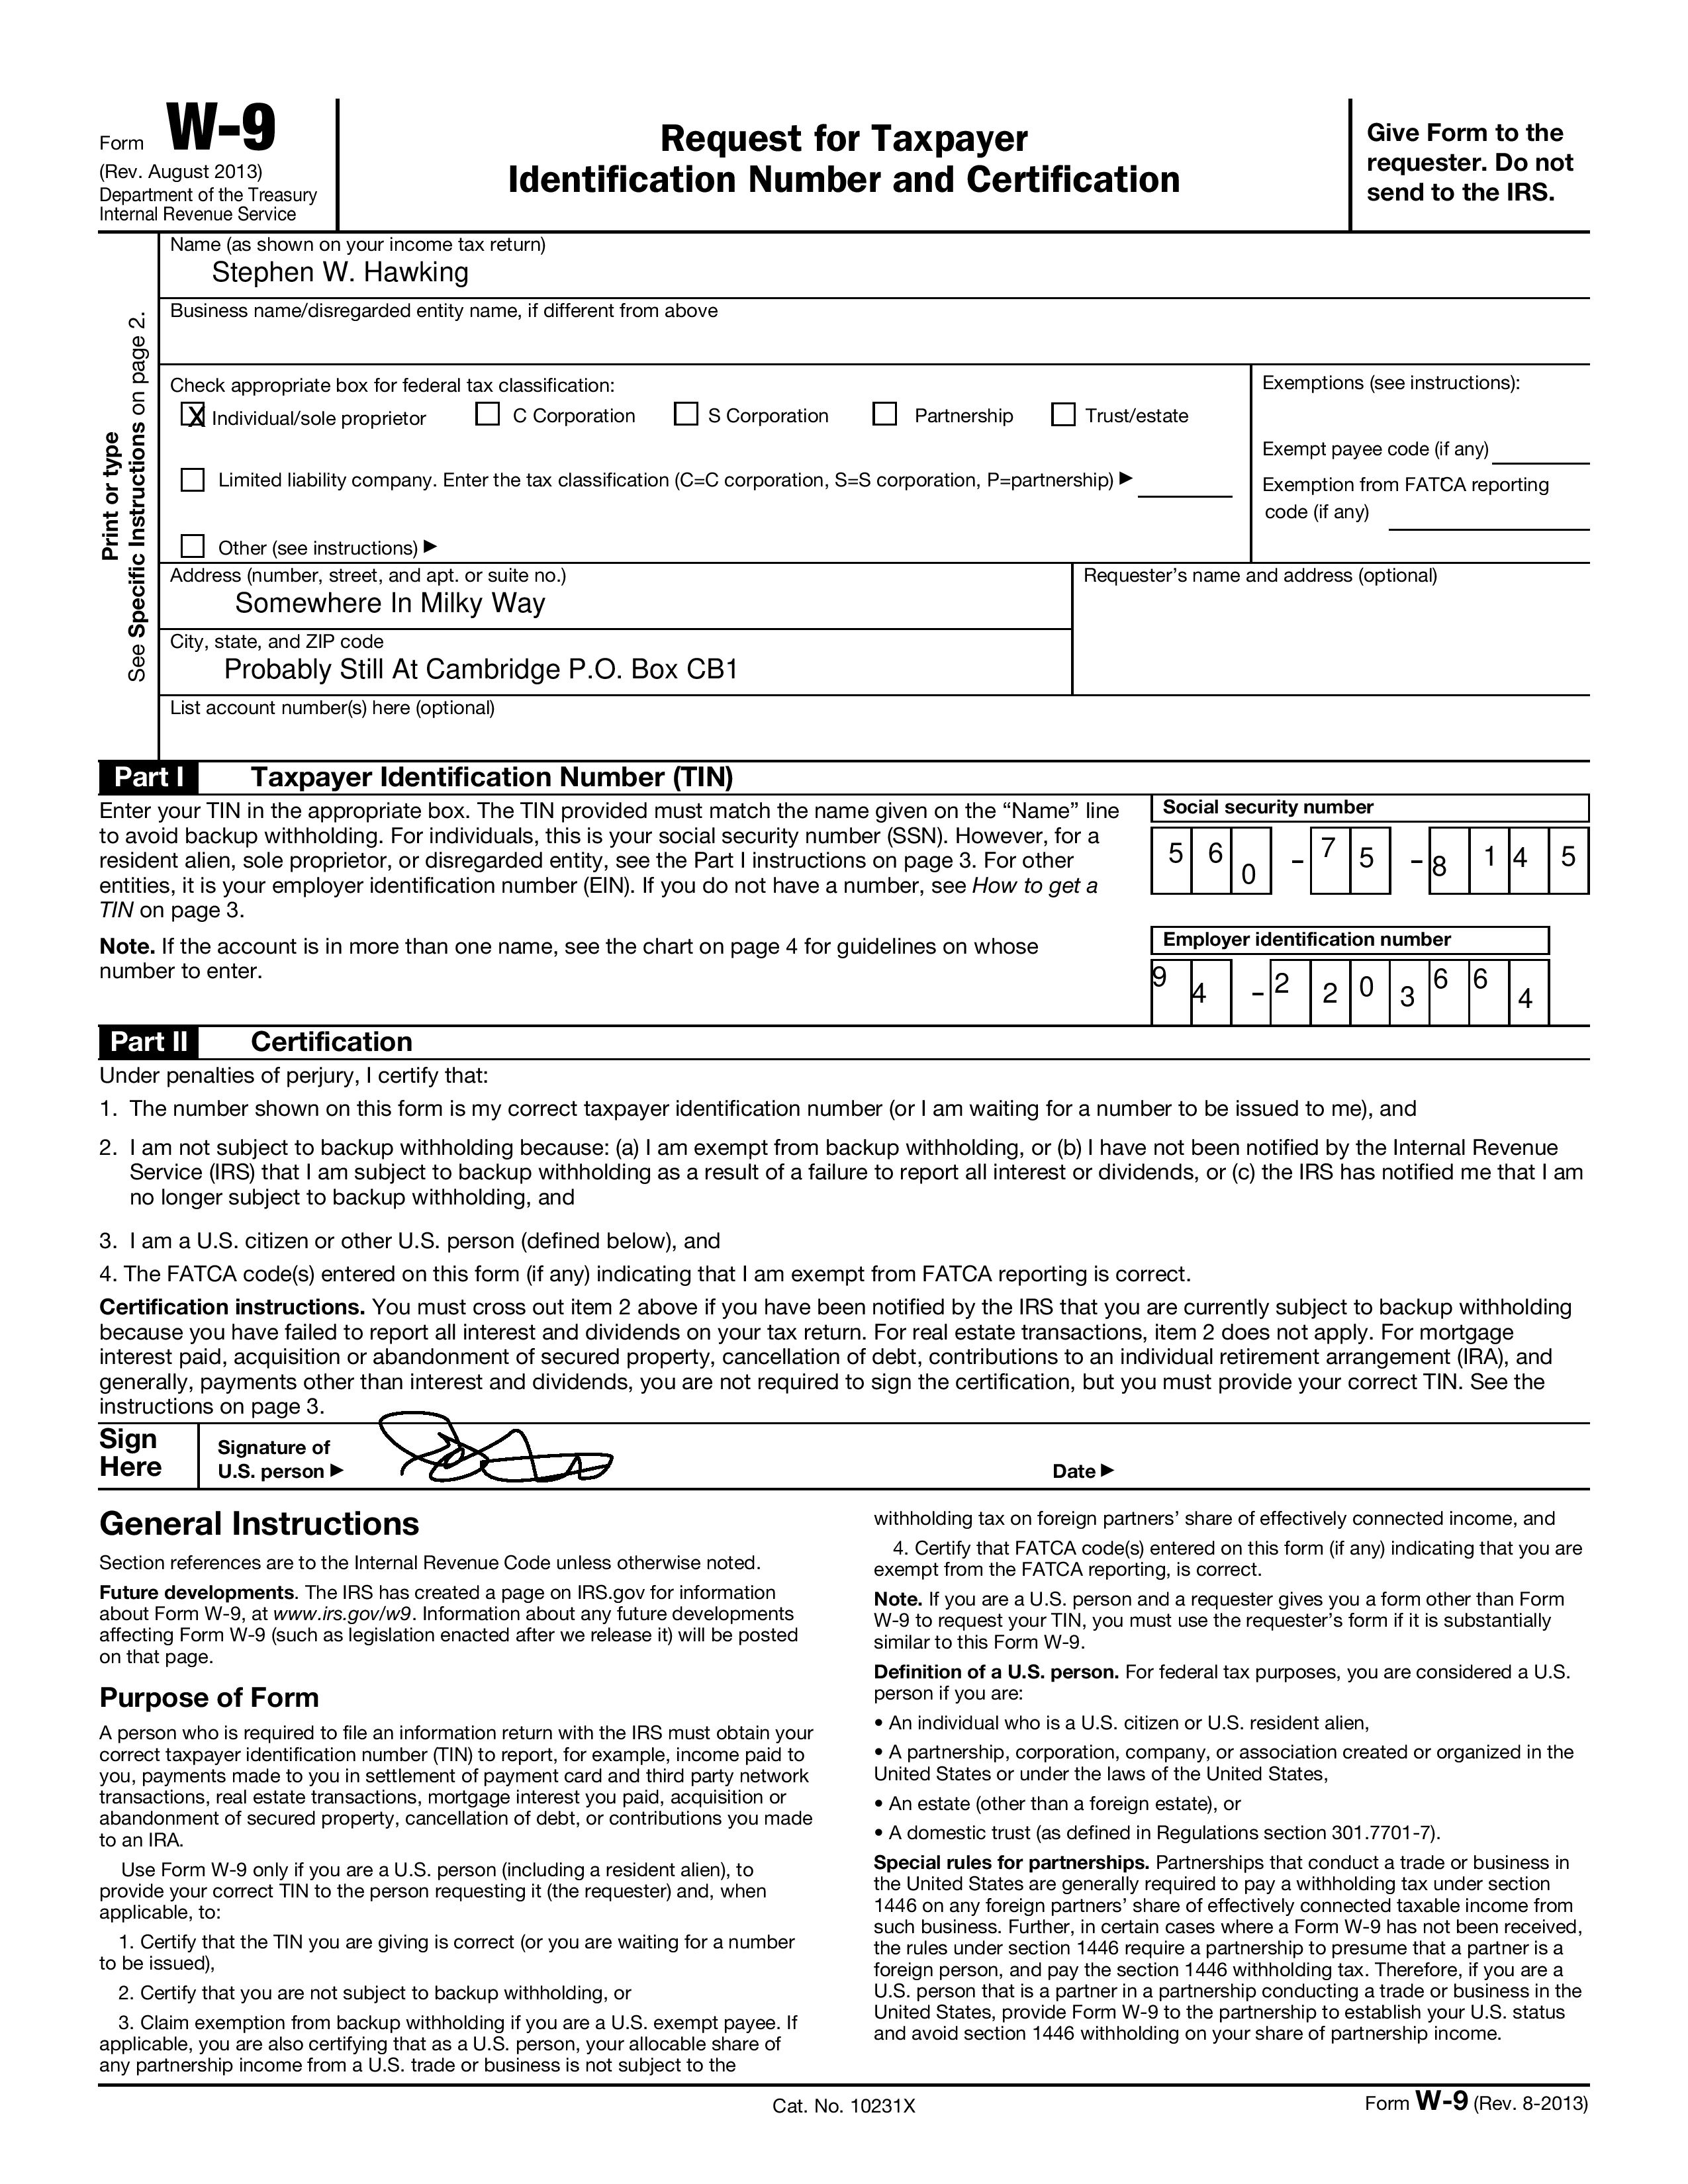 Form W-9
(Rev. August 2013)
Department of the Treasury
Internal Revenue Service
Request for Taxpayer
Identification Number and Certification
Give Form to the
requester. Do not
send to the IRS.
Print or type
See Specific Instructions on page 2.
Name (as shown on your income tax return)
Stephen W. Hawking
Business name/disregarded entity name, if different from above
Check appropriate box for federal tax classification:
X Individual/sole proprietor C Corporation S Corporation Partnership Trust/estate
Limited liability company. Enter the tax classification (C=C corporation, S=S corporation, P=partnership) ▶
Other (see instructions) ▶
Exemptions (see instructions):
Exempt payee code (if any)
Exemption from FATCA reporting
code (if any)
Address (number, street, and apt. or suite no.)
Somewhere In Milky Way
City, state, and ZIP code
Probably Still At Cambridge P.O. Box CB1
Requester's name and address (optional)
List account number(s) here (optional)
Part I Taxpayer Identification Number (TIN)
Enter your TIN in the appropriate box. The TIN provided must match the name given on the “Name” line
to avoid backup withholding. For individuals, this is your social security number (SSN). However, for a
resident alien, sole proprietor, or disregarded entity, see the Part I instructions on page 3. For other
entities, it is your employer identification number (EIN). If you do not have a number, see How to get a
TIN on page 3.
Note. If the account is in more than one name, see the chart on page 4 for guidelines on whose
number to enter.
Social security number
5 6 0 – 7 5 – 8 1 4 5
Employer identification number
9 4 – 2 2 0 3 6 6 4
Part II Certification
Under penalties of perjury, I certify that:
1. The number shown on this form is my correct taxpayer identification number (or I am waiting for a number to be issued to me), and
2. I am not subject to backup withholding because: (a) I am exempt from backup withholding, or (b) I have not been notified by the Internal Revenue
Service (IRS) that I am subject to backup withholding as a result of a failure to report all interest or dividends, or (c) the IRS has notified me that I am
no longer subject to backup withholding, and
3. I am a U.S. citizen or other U.S. person (defined below), and
4. The FATCA code(s) entered on this form (if any) indicating that I am exempt from FATCA reporting is correct.
Certification instructions. You must cross out item 2 above if you have been notified by the IRS that you are currently subject to backup withholding
because you have failed to report all interest and dividends on your tax return. For real estate transactions, item 2 does not apply. For mortgage
interest paid, acquisition or abandonment of secured property, cancellation of debt, contributions to an individual retirement arrangement (IRA), and
generally, payments other than interest and dividends, you are not required to sign the certification, but you must provide your correct TIN. See the
instructions on page 3.
Sign
Here
Signature of
U.S. person ▶
Date ▶
General Instructions
Section references are to the Internal Revenue Code unless otherwise noted.
Future developments. The IRS has created a page on IRS.gov for information
about Form W-9, at www.irs.gov/w9. Information about any future developments
affecting Form W-9 (such as legislation enacted after we release it) will be posted
on that page.
Purpose of Form
A person who is required to file an information return with the IRS must obtain your
correct taxpayer identification number (TIN) to report, for example, income paid to
you, payments made to you in settlement of payment card and third party network
transactions, real estate transactions, mortgage interest you paid, acquisition or
abandonment of secured property, cancellation of debt, or contributions you made
to an IRA.
Use Form W-9 only if you are a U.S. person (including a resident alien), to
provide your correct TIN to the person requesting it (the requester) and, when
applicable, to:
1. Certify that the TIN you are giving is correct (or you are waiting for a number
to be issued),
2. Certify that you are not subject to backup withholding, or
3. Claim exemption from backup withholding if you are a U.S. exempt payee. If
applicable, you are also certifying that as a U.S. person, your allocable share of
any partnership income from a U.S. trade or business is not subject to the
withholding tax on foreign partners' share of effectively connected income, and
4. Certify that FATCA code(s) entered on this form (if any) indicating that you are
exempt from the FATCA reporting, is correct.
Note. If you are a U.S. person and a requester gives you a form other than Form
W-9 to request your TIN, you must use the requester's form if it is substantially
similar to this Form W-9.
Definition of a U.S. person. For federal tax purposes, you are considered a U.S.
person if you are:
• An individual who is a U.S. citizen or U.S. resident alien,
• A partnership, corporation, company, or association created or organized in the
United States or under the laws of the United States,
• An estate (other than a foreign estate), or
• A domestic trust (as defined in Regulations section 301.7701-7).
Special rules for partnerships. Partnerships that conduct a trade or business in
the United States are generally required to pay a withholding tax under section
1446 on any foreign partners' share of effectively connected taxable income from
such business. Further, in certain cases where a Form W-9 has not been received,
the rules under section 1446 require a partnership to presume that a partner is a
foreign person, and pay the section 1446 withholding tax. Therefore, if you are a
U.S. person that is a partner in a partnership conducting a trade or business in the
United States, provide Form W-9 to the partnership to establish your U.S. status
and avoid section 1446 withholding on your share of partnership income.
Cat. No. 10231X
Form W-9 (Rev. 8-2013)